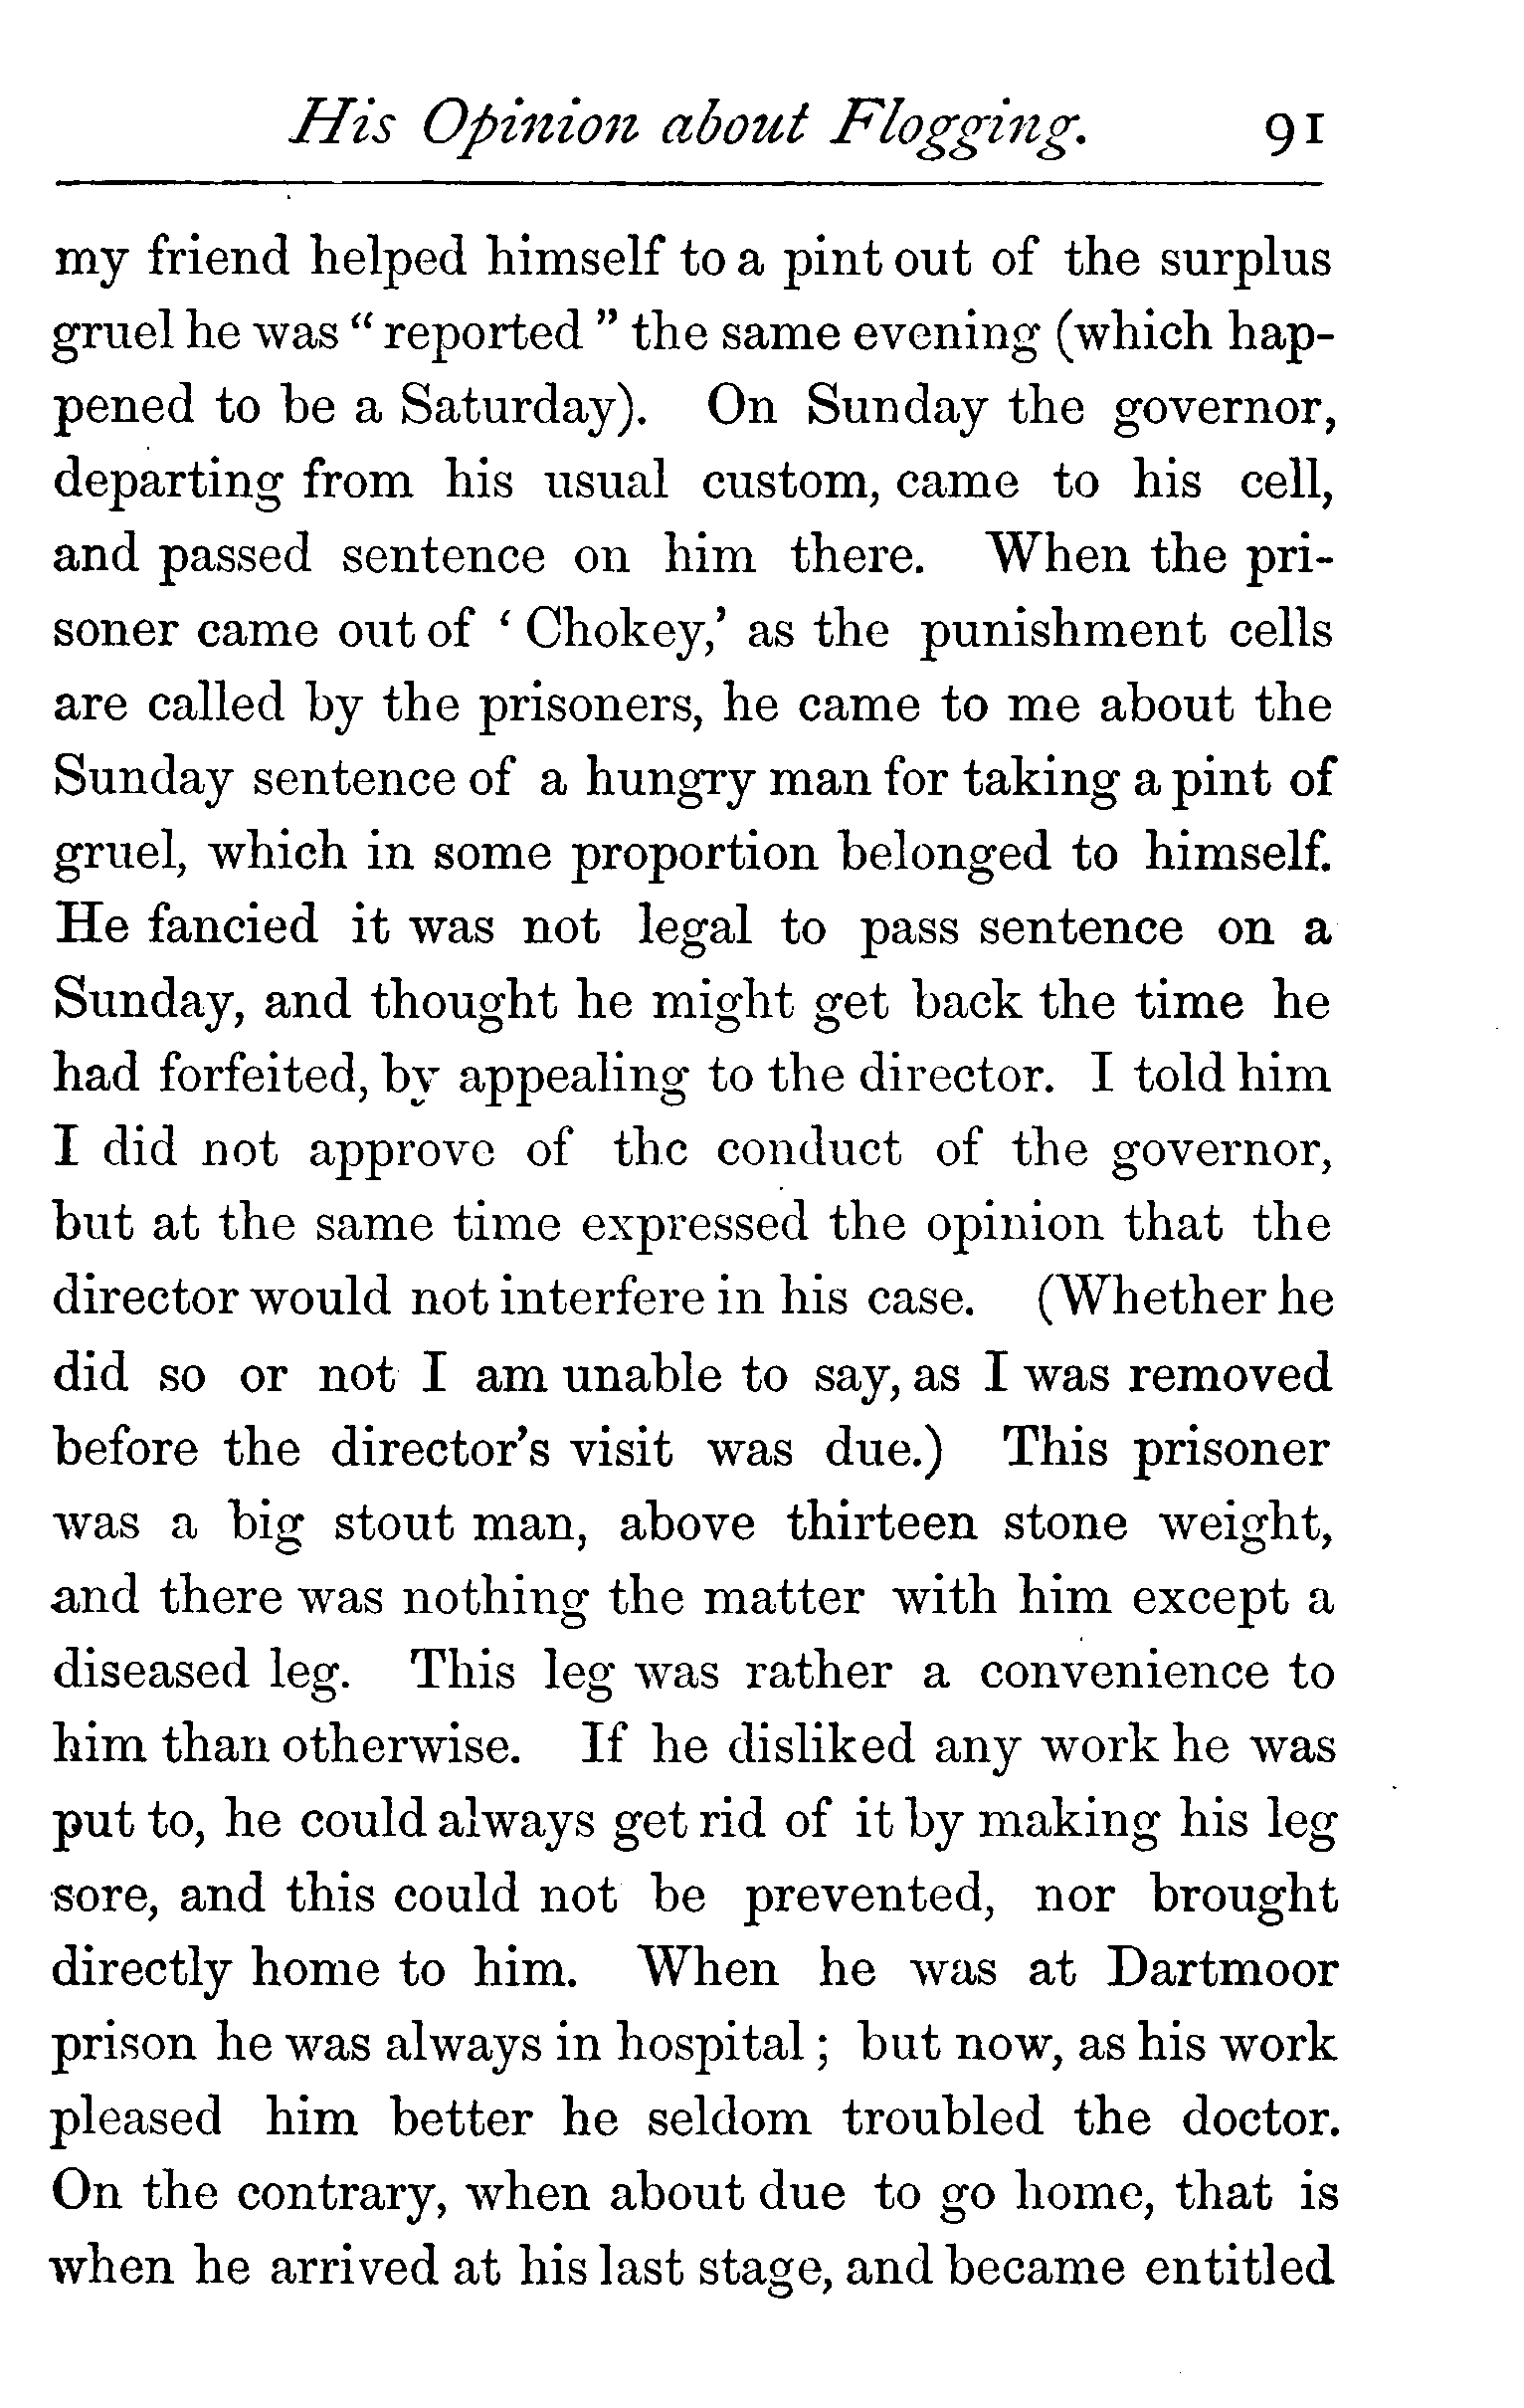 His Opinion about Flogging. 91
my friend helped himself to a pint out of the surplus
gruel he was “ reported ” the same evening (which hap-
pened to be a Saturday). On Sunday the governor,
departing from his usual custom, came to his cell,
and passed sentence on him there. When the pri-
soner came out of ‘ Chokey,’ as the punishment cells
are called by the prisoners, he came to me about the
Sunday sentence of a hungry man for taking a pint of
gruel, which in some proportion belonged to himself.
He fancied it was not legal to pass sentence on a
Sunday, and thought he might get back the time he
had forfeited, by appealing to the director. I told him
I did not approve of the conduct of the governor,
but at the same time expressed the opinion that the
director would not interfere in his case. (Whether he
did so or not I am unable to say, as I was removed
before the director’s visit was due.) This prisoner
was a big stout man, above thirteen stone weight,
and there was nothing the matter with him except a
diseased leg. This leg was rather a convenience to
him than otherwise. If he disliked any work he was
put to, he could always get rid of it by making his leg
sore, and this could not be prevented, nor brought
directly home to him. When he was at Dartmoor
prison he was always in hospital ; but now, as his work
pleased him better he seldom troubled the doctor.
On the contrary, when about due to go home, that is
when he arrived at his last stage, and became entitled